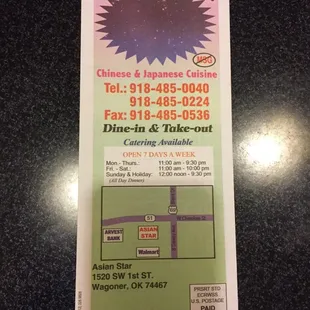 MSG
Chinese & Japanese Cuisine
Tel.: 918-485-0040
918-485-0224
Fax: 918-485-0536
Dine-in & Take-out
Catering Available
OPEN 7 DAYS A WEEK
Mon. - Thurs.: 11:00 am - 9:30 pm
Fri. - Sat.: 11:00 am - 10:00 pm
Sunday & Holiday: 12:00 noon - 9:30 pm
(All Day Dinner)
51
ARVEST BANK
ASIAN STAR
Walmart
Asian Star
1520 SW 1st ST.
Wagoner, OK 74467
PRSRT STD
ECRWSS.
U.S. POSTAGE
PAID